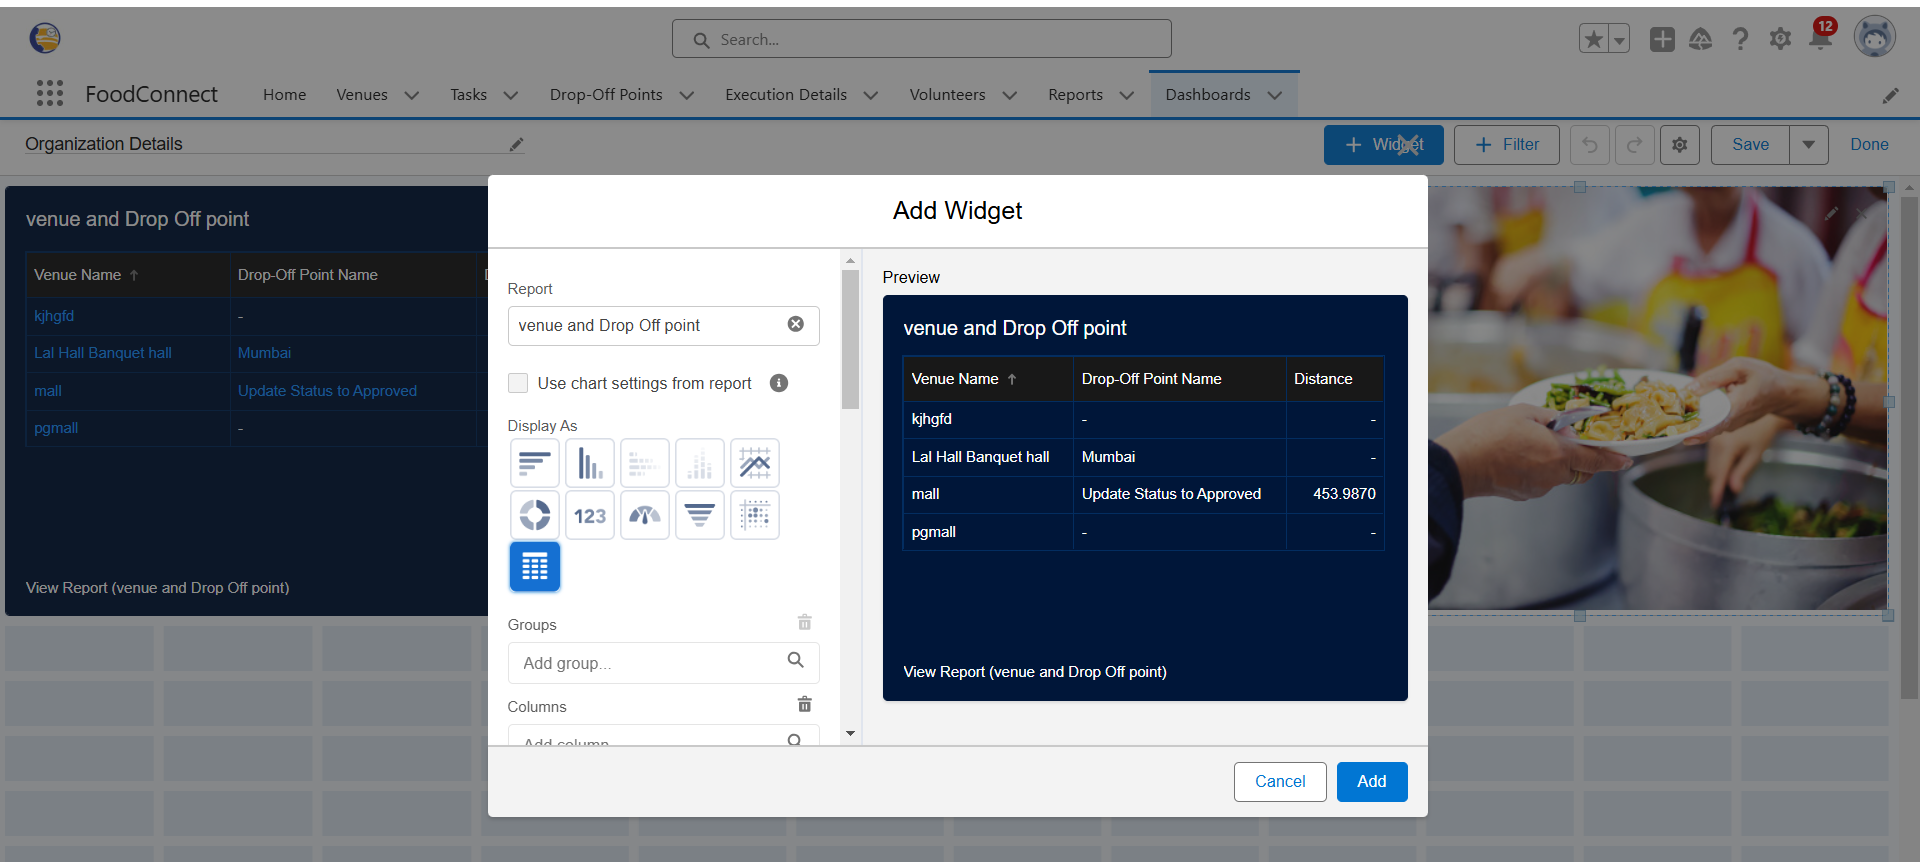 Search...
12
FoodConnect
Home
Venues
Tasks
Drop-Off Points
Execution Details
Volunteers
Reports
Dashboards
Organization Details
+ Widget
+ Filter
Save
Done
venue and Drop Off point
Venue Name ↑
Drop-Off Point Name
kjhgfd
-
Lal Hall Banquet hall
Mumbai
mall
Update Status to Approved
pgmall
-
View Report (venue and Drop Off point)
Add Widget
Report
venue and Drop Off point
Use chart settings from report
Display As
123
Groups
Add group...
Columns
Add column
Preview
venue and Drop Off point
Venue Name ↑ Drop-Off Point Name Distance
kjhgfd - -
Lal Hall Banquet hall Mumbai -
mall Update Status to Approved 453.9870
pgmall - -
View Report (venue and Drop Off point)
Cancel
Add